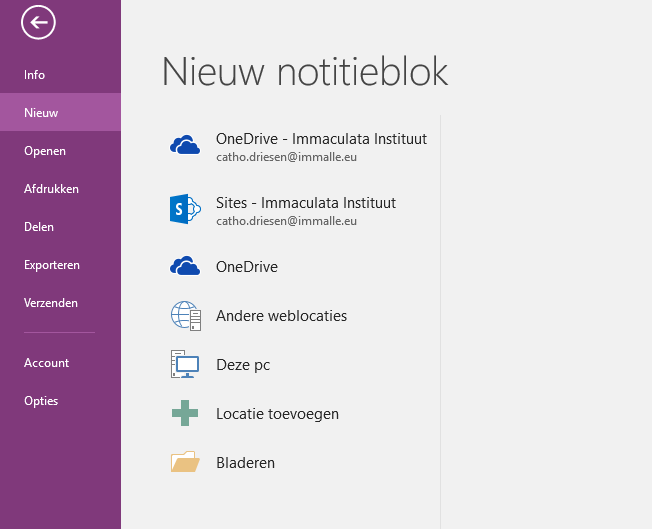 Info
Nieuw
Openen
Afdrukken
Delen
Exporteren
Verzenden
Account
Opties
Nieuw notitieblok
OneDrive - Immaculata Instituut
catho.driesen@immalle.eu
S
Sites - Immaculata Instituut
catho.driesen@immalle.eu
OneDrive
Andere weblocaties
Deze pc
Locatie toevoegen
Bladeren